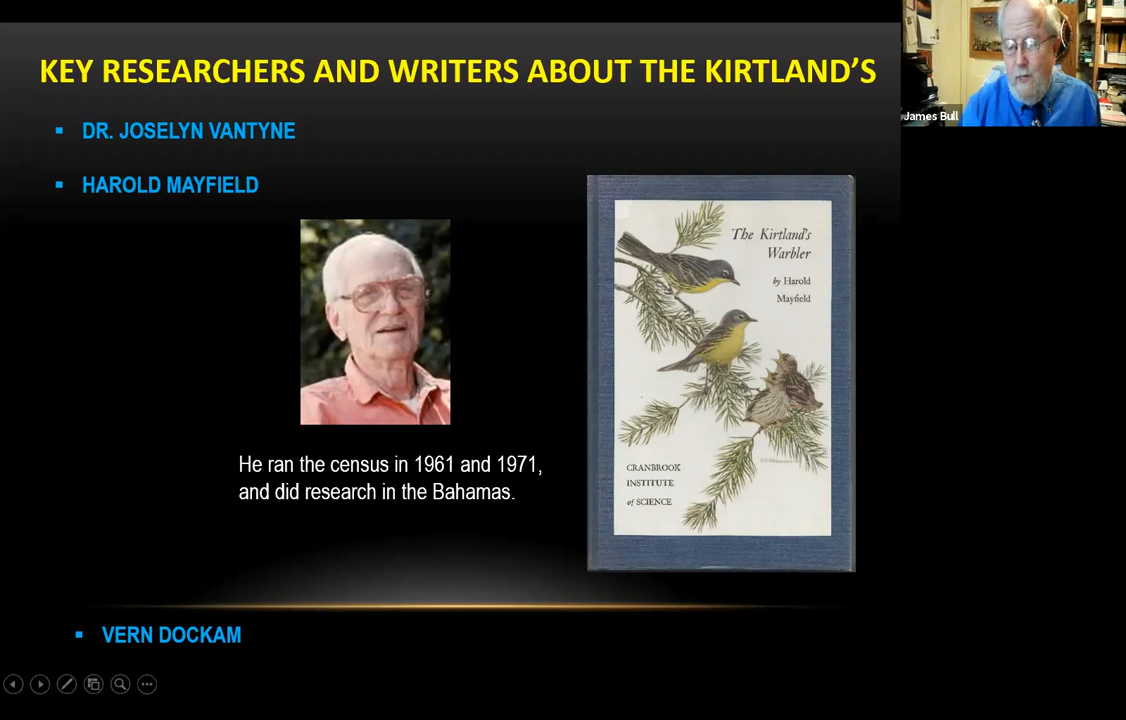 KEY RESEARCHERS AND WRITERS ABOUT THE KIRTLAND'S
James Bull
DR. JOSELYN VANTYNE
HAROLD MAYFIELD
The Kirtland's
Warbler
by Harold
Mayfield
CRANBROOK
INSTITUTE
of SCIENCE
He ran the census in 1961 and 1971,
and did research in the Bahamas.
VERN DOCKAM